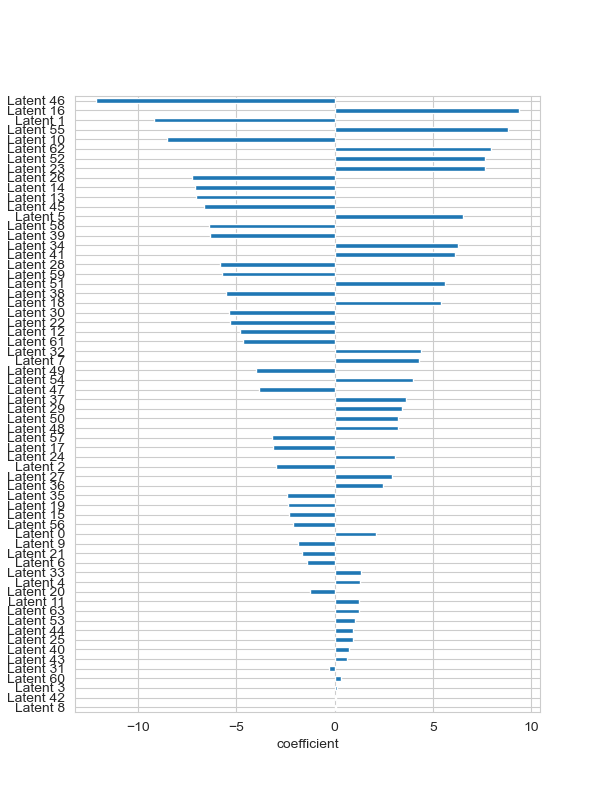 Latent 46
Latent 16
Latent 1
Latent 55
Latent 10
Latent 62
Latent 52
Latent 23
Latent 26
Latent 14
Latent 13
Latent 45
Latent 5
Latent 58
Latent 39
Latent 34
Latent 41
Latent 28
Latent 59
Latent 51
Latent 38
Latent 18
Latent 30
Latent 22
Latent 12
Latent 61
Latent 32
Latent 7
Latent 49
Latent 54
Latent 47
Latent 37
Latent 29
Latent 50
Latent 48
Latent 57
Latent 17
Latent 24
Latent 2
Latent 27
Latent 36
Latent 35
Latent 19
Latent 15
Latent 56
Latent 0
Latent 9
Latent 21
Latent 6
Latent 33
Latent 4
Latent 20
Latent 11
Latent 63
Latent 53
Latent 44
Latent 25
Latent 40
Latent 43
Latent 31
Latent 60
Latent 3
Latent 42
Latent 8
−10 −5 0 5 10
coefficient